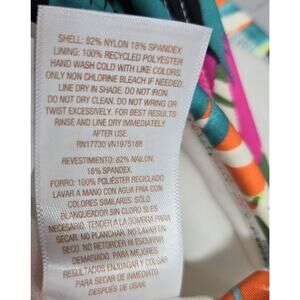 SHELL: 82% NYLON 18% SPANDEX
LINING: 100% RECYCLED POLYESTER
HAND WASH COLD WITH LIKE COLORS.
ONLY NON CHLORINE BLEACH IF NEEDED.
LINE DRY IN SHADE. DO NOT IRON.
DO NOT DRY CLEAN. DO NOT WRING OR
TWIST EXCESSIVELY. FOR BEST RESULTS
RINSE AND LINE DRY IMMEDIATELY
AFTER USE.
RN17730 VN1975188
REVESTIMIENTO: 82% NAILON,
18% SPANDEX.
FORRO: 100% POLIÉSTER RECICLADO
LAVAR A MANO CON AGUA FRÍA CON
COLORES SIMILARES. SÓLO
BLANQUEADOR SIN CLORO SI ES
NECESARIO. TENDER A LA SOMBRA PARA
SECAR. NO PLANCHAR. NO LAVAR EN
SECO. NO RETORCER NI ESCURRIR
DEMASIADO. PARA MEJORES
RESULTADOS ENJUAGAR Y COLGAR
PARA SECAR DE INMEDIATO
DESPUÉS DE USAR.